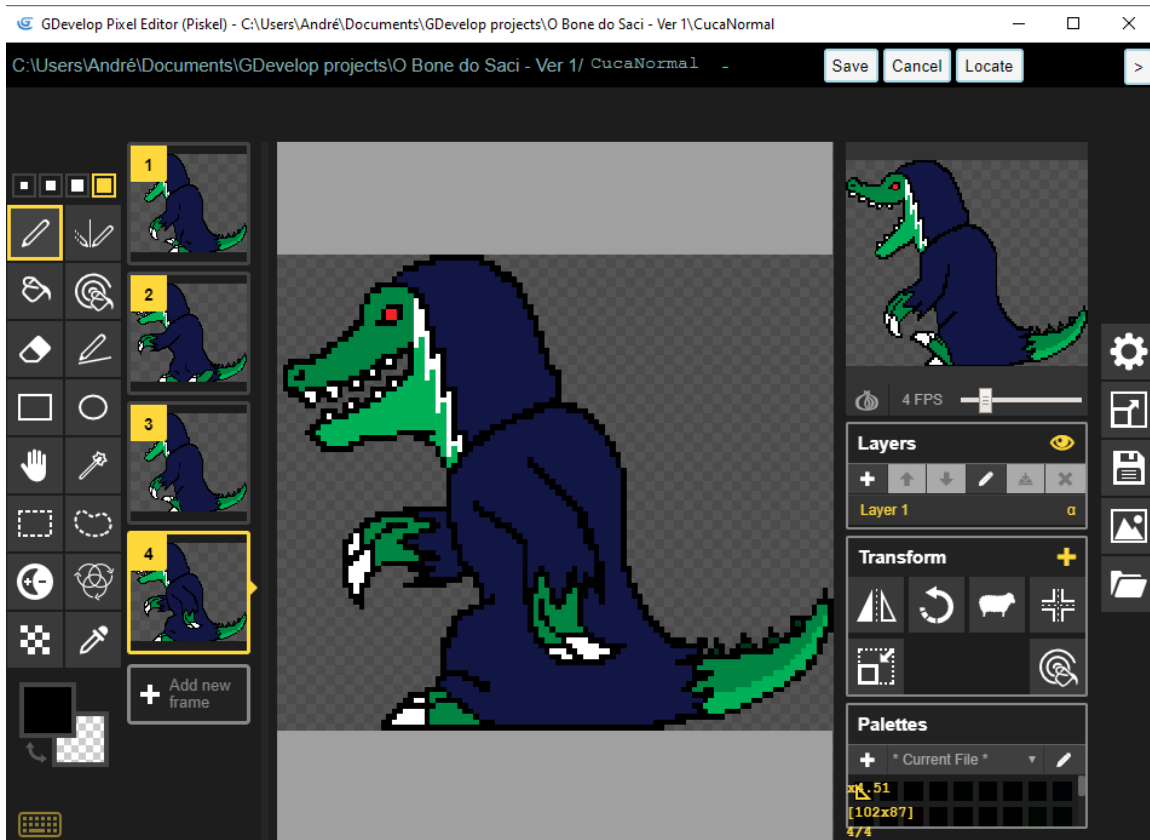 GDevelop Pixel Editor (Piskel) - C:\Users\André\Documents\GDevelop projects\O Bone do Saci - Ver 1\CucaNormal
C:\Users\André\Documents\GDevelop projects\O Bone do Saci - Ver 1/ CucaNormal -
Save Cancel Locate >
1
2
3
4
Add new
frame
4 FPS
Layers
Layer 1 α
Transform
Palettes
* Current File *
x4.51
[102x87]
4/4